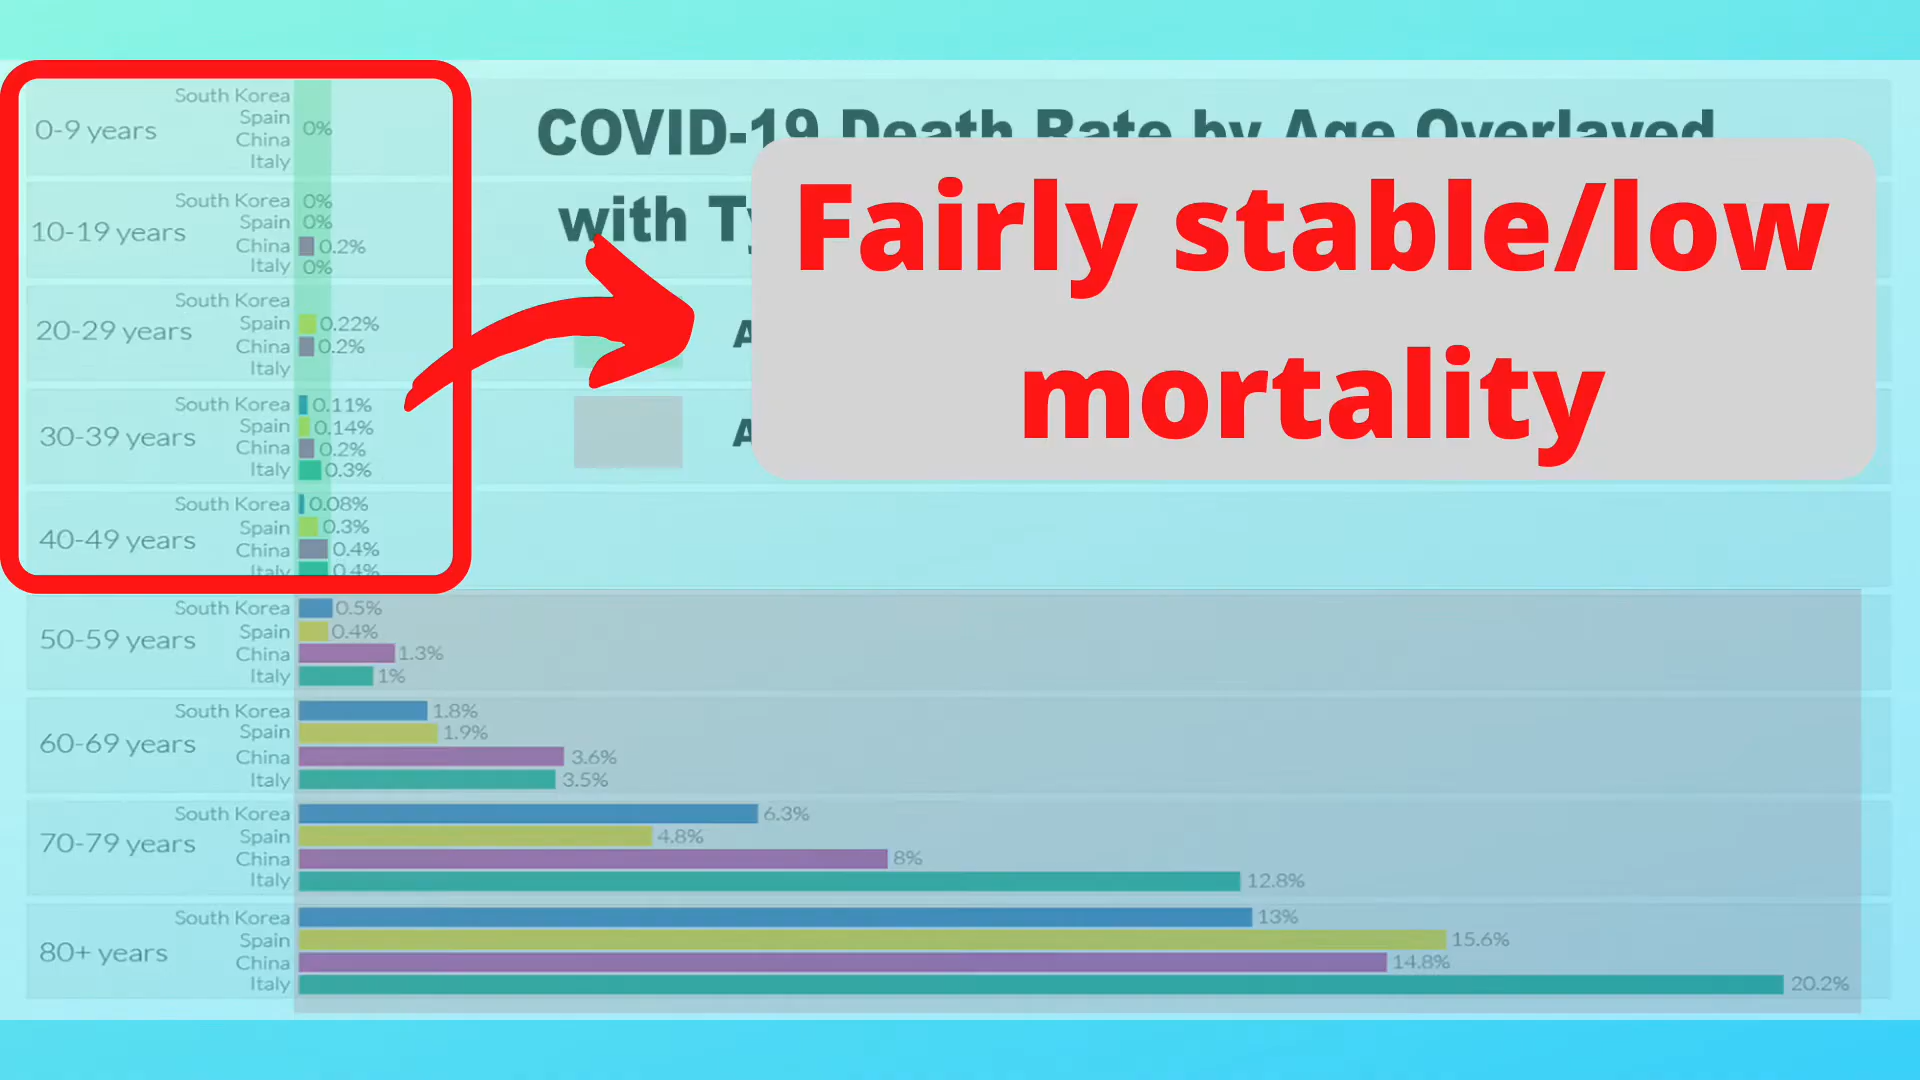 South Korea
Spain
0-9 years
China
0%
Italy
South Korea 0%
Spain 0%
10-19 years
China 0.2%
Italy 0%
South Korea
Spain 0.22%
20-29 years
China 0.2%
Italy
South Korea 0.11%
Spain 0.14%
30-39 years
China 0.2%
Italy 0.3%
South Korea 0.08%
Spain 0.3%
40-49 years
China 0.4%
Italy 0.4%
South Korea 0.5%
Spain 0.4%
50-59 years
China 1.3%
Italy 1%
South Korea 1.8%
Spain 1.9%
60-69 years
China 3.6%
Italy 3.5%
South Korea 6.3%
Spain 4.8%
70-79 years
China 8%
Italy 12.8%
South Korea 13%
Spain 15.6%
80+ years
China 14.8%
Italy 20.2%
COVID-19 Death Rate by Age Overlayed
with
Fairly stable/low
mortality